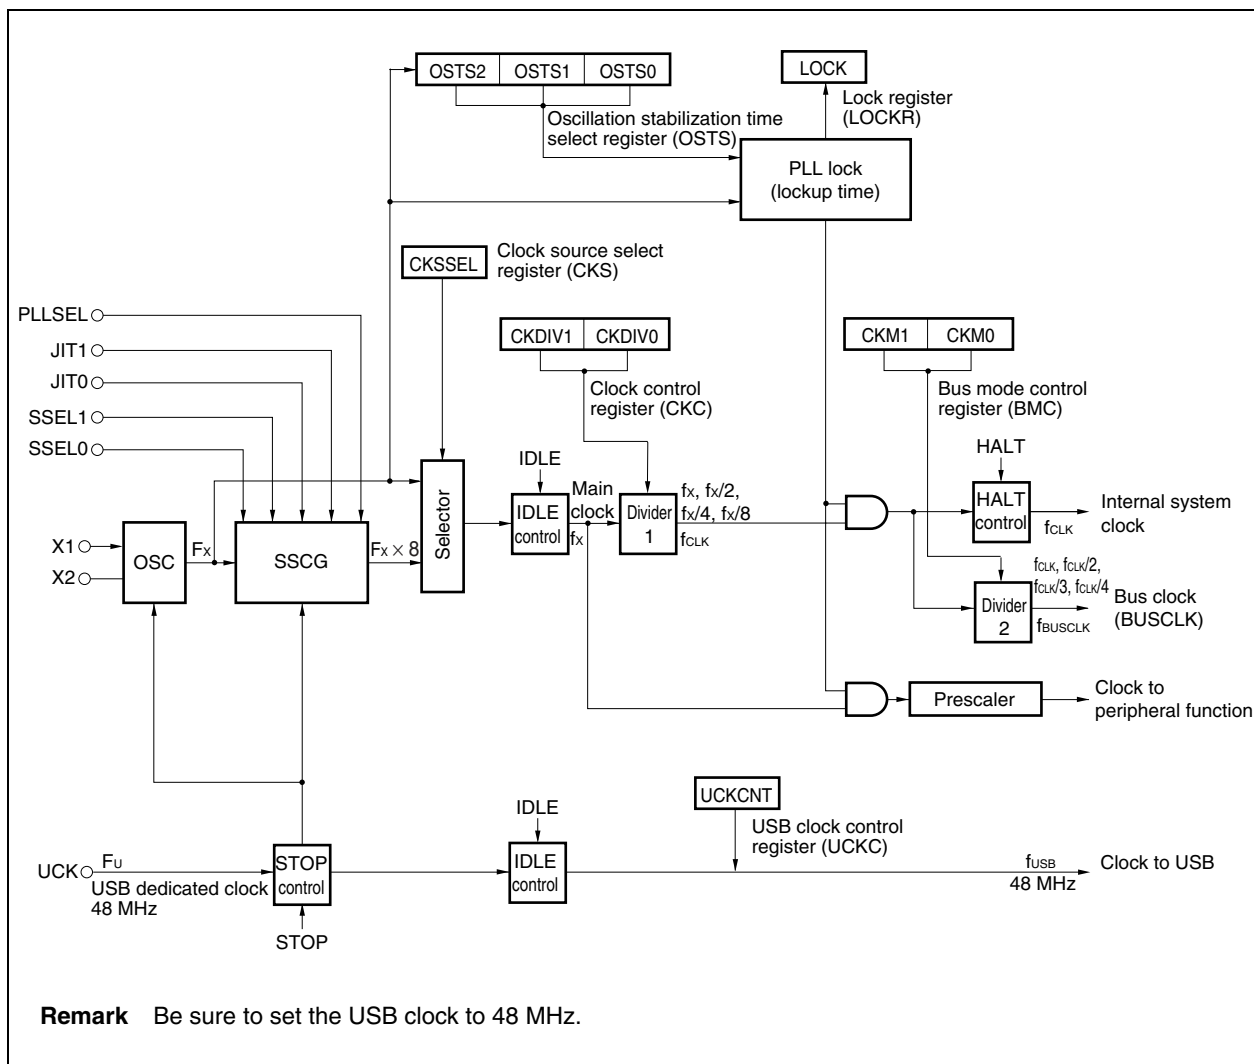 OSTS2 OSTS1 OSTS0
Oscillation stabilization time
select register (OSTS)
LOCK
Lock register
(LOCKR)
PLL lock
(lockup time)
CKSSEL
Clock source select
register (CKS)
PLLSEL
JIT1
JIT0
SSEL1
SSEL0
CKDIV1 CKDIV0
Clock control
register (CKC)
CKM1 CKM0
Bus mode control
register (BMC)
X1
X2
OSC
FX
SSCG
FX × 8
Selector
IDLE
IDLE
control
Main
clock
fX
Divider
1
fX, fX/2,
fX/4, fX/8
fCLK
HALT
HALT
control
fCLK
Internal system
clock
Divider
2
fCLK, fCLK/2,
fCLK/3, fCLK/4
fBUSCLK
Bus clock
(BUSCLK)
Prescaler
Clock to
peripheral function
UCK
FU
USB dedicated clock
48 MHz
STOP
control
STOP
IDLE
IDLE
control
UCKCNT
USB clock control
register (UCKC)
fUSB
48 MHz
Clock to USB
Remark Be sure to set the USB clock to 48 MHz.